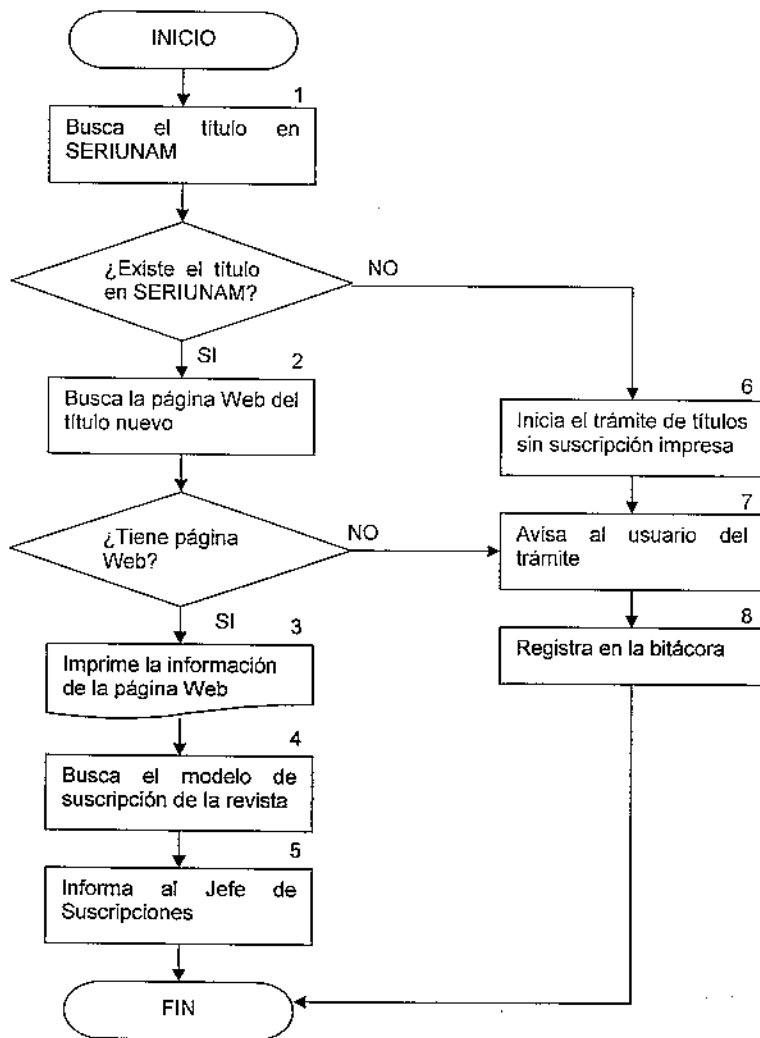 INICIO
1
Busca el título en
SERIUNAM
¿Existe el título
en SERIUNAM?
NO
SI
2
Busca la página Web del
título nuevo
¿Tiene página
Web?
NO
SI
3
Imprime la información
de la página Web
4
Busca el modelo de
suscripción de la revista
5
Informa al Jefe de
Suscripciones
6
Inicia el trámite de títulos
sin suscripción impresa
7
Avisa al usuario del
trámite
8
Registra en la bitácora
FIN